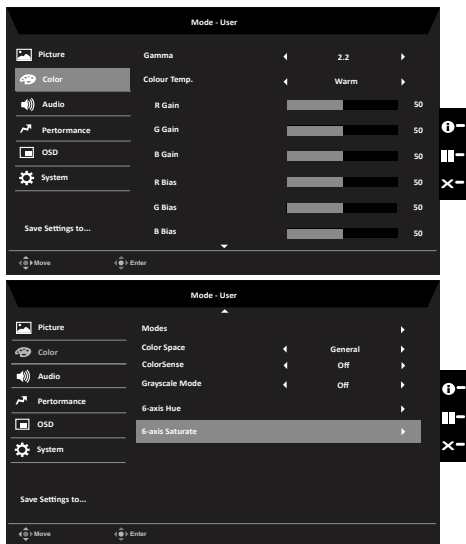 Mode - User
Picture
Gamma 2.2
Color
Colour Temp. Warm
Audio
R Gain 50
Pertormance
G Gain 50
OSD
B Gain 50
System
R Bias 50
G Bias 50
Save Settings to...
B Bias 50
Move Enter
Mode - User
Picture
Modes
Color
Color Space General
ColorSense Off
Audio
Grayscale Mode Off
Pertormance
6-axis Hue
OSD
6-axis Saturate
System
Save Settings to...
Move Enter